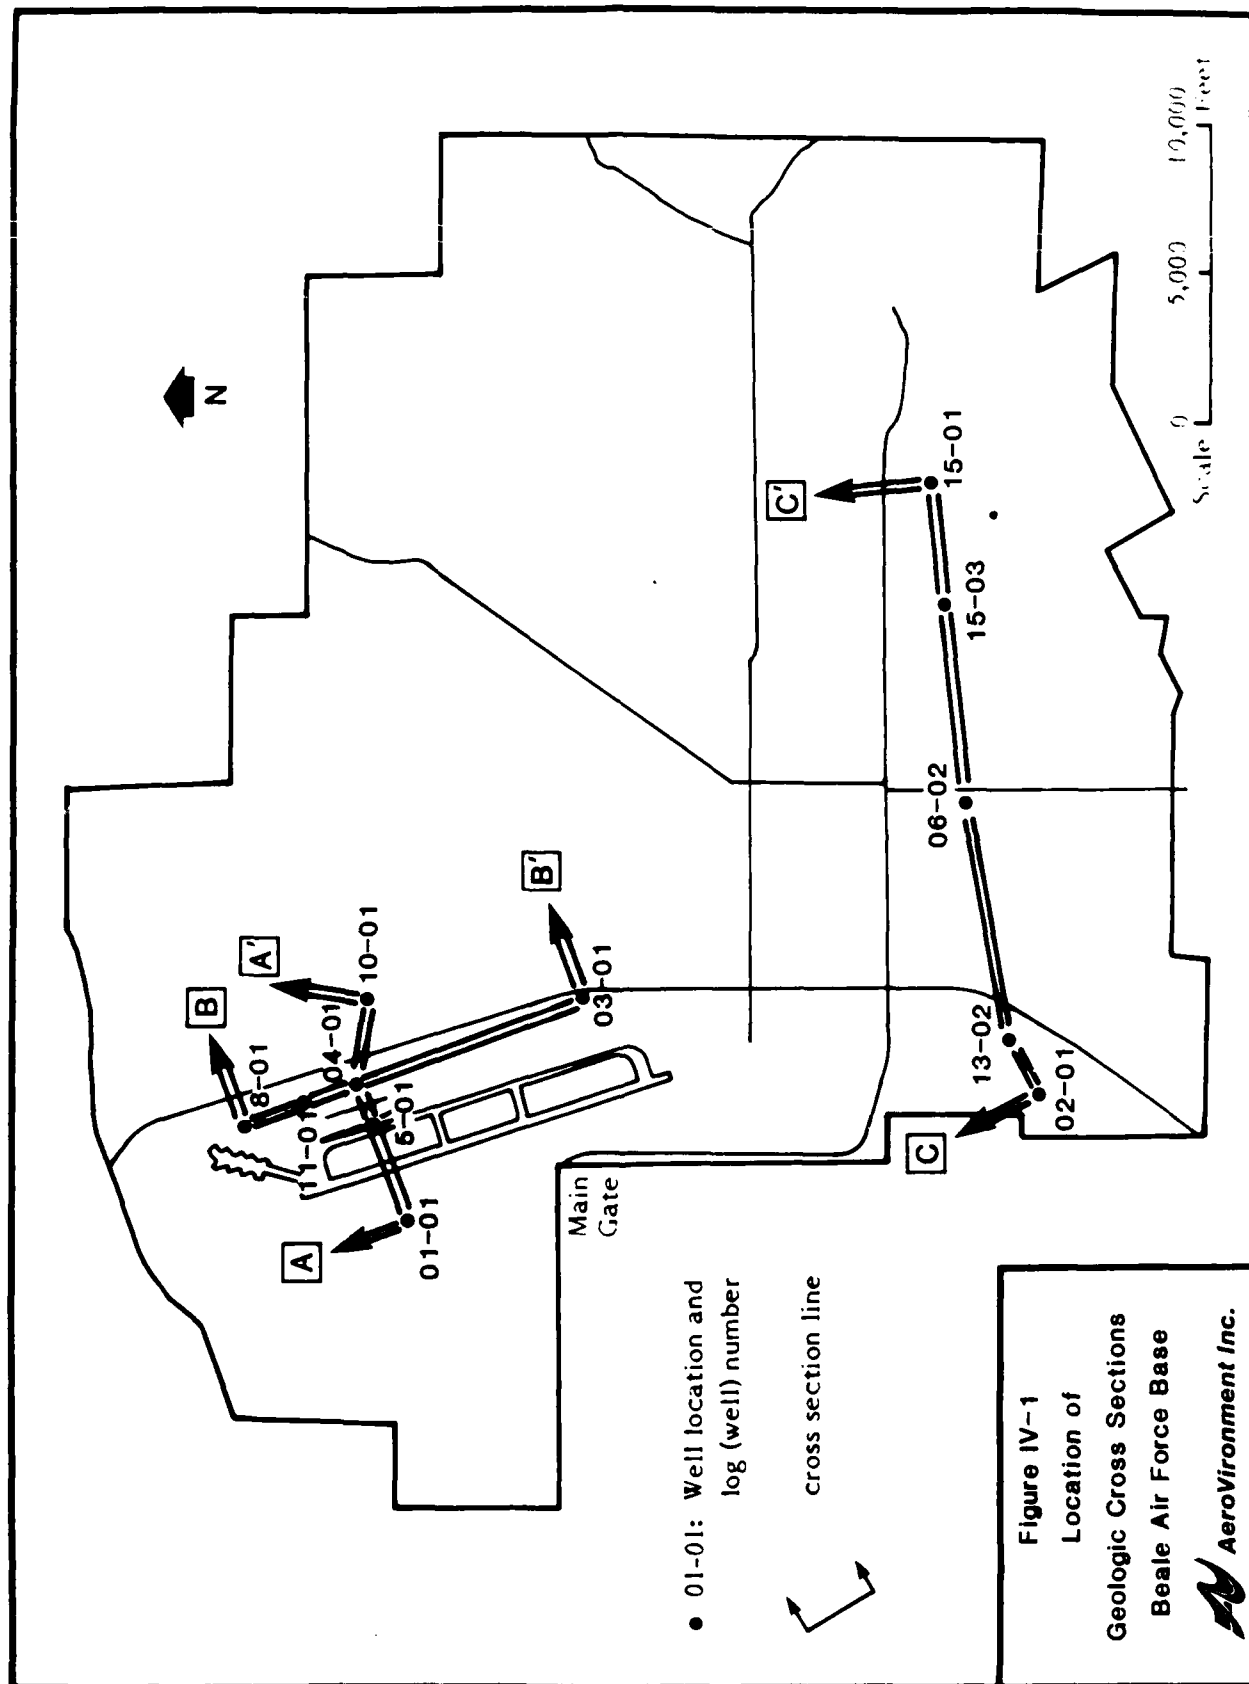 N
B
A'
B'
8-01
04-01
10-01
11-01
5-01
03-01
A
01-01
Main
Gate
C'
15-01
15-03
06-02
13-02
02-01
C
● 01-01: Well location and
log (well) number
cross section line
Scale 0 5,000 10,000 Feet
Figure IV-1
Location of
Geologic Cross Sections
Beale Air Force Base
AeroVironment Inc.